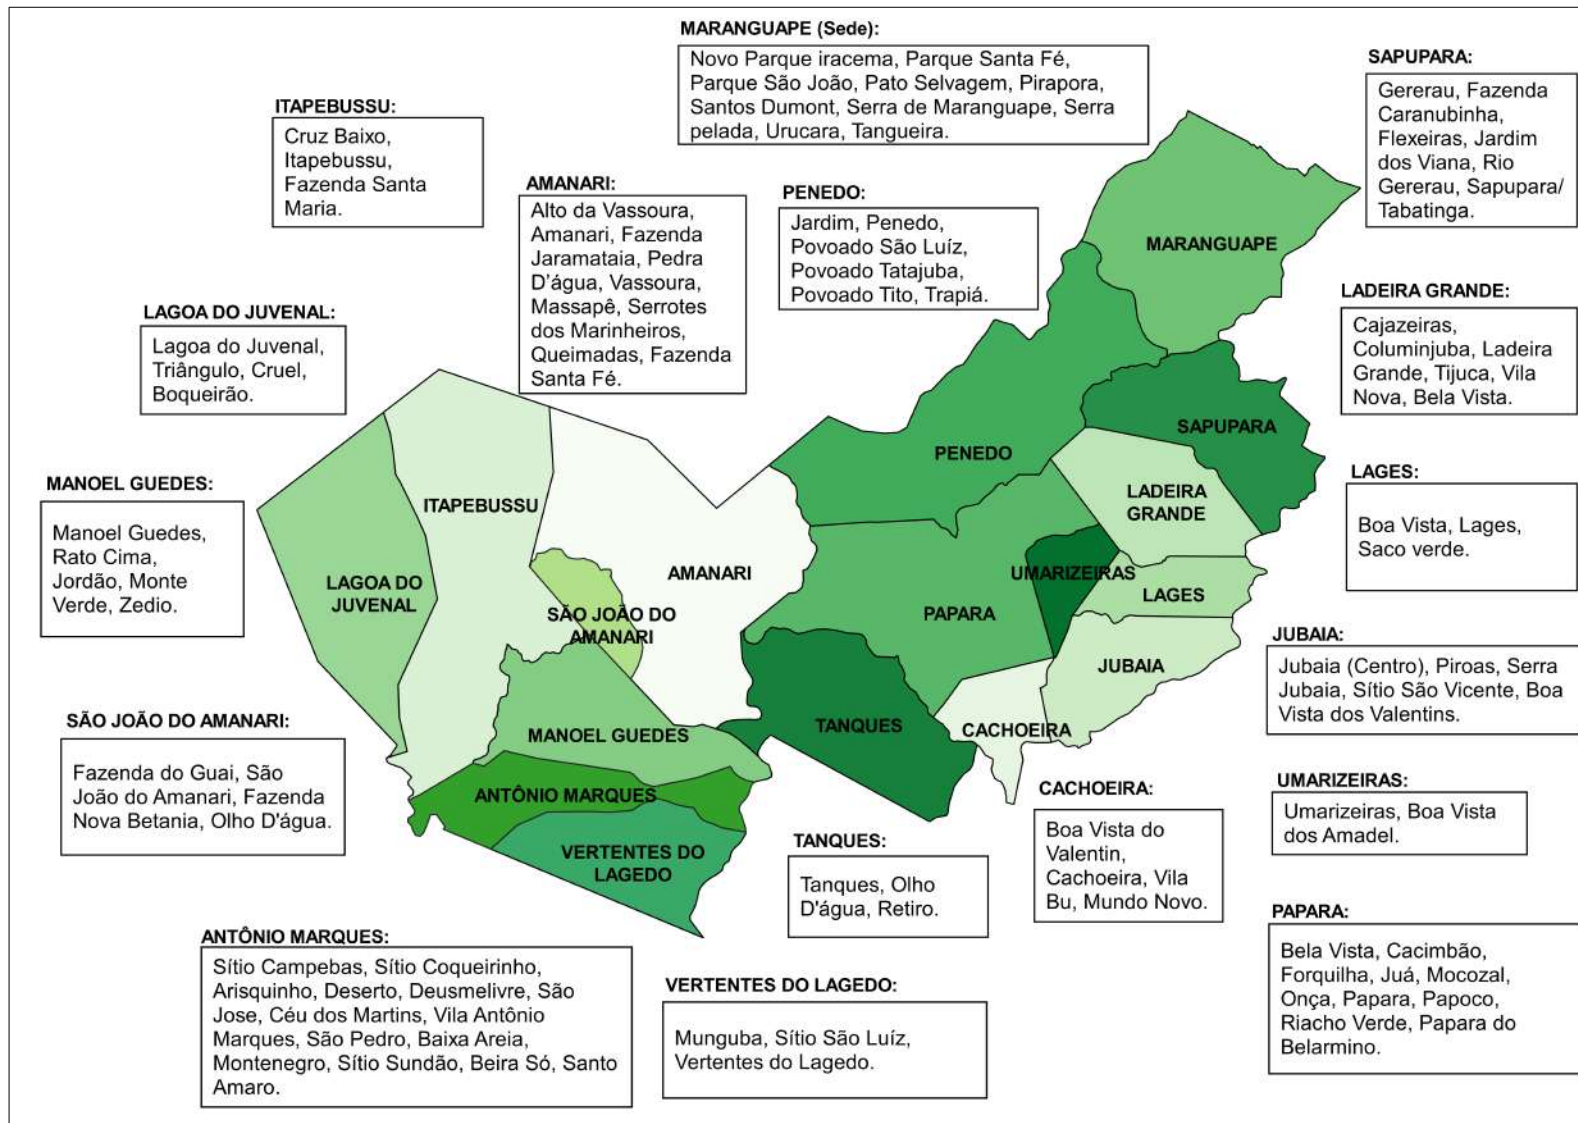 MARANGUAPE (Sede):
Novo Parque iracema, Parque Santa Fé,
Parque São João, Pato Selvagem, Pirapora,
Santos Dumont, Serra de Maranguape, Serra
pelada, Urucara, Tangueira.
SAPUPARA:
Gererau, Fazenda
Caranubinha,
Flexeiras, Jardim
dos Viana, Rio
Gererau, Sapupara/
Tabatinga.
ITAPEBUSSU:
Cruz Baixo,
Itapebussu,
Fazenda Santa
Maria.
AMANARI:
Alto da Vassoura,
Amanari, Fazenda
Jaramataia, Pedra
D'água, Vassoura,
Massapê, Serrotes
dos Marinheiros,
Queimadas, Fazenda
Santa Fé.
PENEDO:
Jardim, Penedo,
Povoado São Luíz,
Povoado Tatajuba,
Povoado Tito, Trapiá.
LAGOA DO JUVENAL:
Lagoa do Juvenal,
Triângulo, Cruel,
Boqueirão.
LADEIRA GRANDE:
Cajazeiras,
Columinjuba, Ladeira
Grande, Tijuca, Vila
Nova, Bela Vista.
MANOEL GUEDES:
Manoel Guedes,
Rato Cima,
Jordão, Monte
Verde, Zedio.
LAGES:
Boa Vista, Lages,
Saco verde.
MARANGUAPE
SAPUPARA
PENEDO
LADEIRA
GRANDE
ITAPEBUSSU
LAGOA DO
JUVENAL
AMANARI
UMARIZEIRAS
LAGES
SÃO JOÃO DO
AMANARI
PAPARA
JUBAIA
MANOEL GUEDES
TANQUES
CACHOEIRA
ANTÔNIO MARQUES
VERTENTES DO
LAGEDO
JUBAIA:
Jubaia (Centro), Piroas, Serra
Jubaia, Sítio São Vicente, Boa
Vista dos Valentins.
SÃO JOÃO DO AMANARI:
Fazenda do Guai, São
João do Amanari, Fazenda
Nova Betania, Olho D'água.
UMARIZEIRAS:
Umarizeiras, Boa Vista
dos Amadel.
CACHOEIRA:
Boa Vista do
Valentin,
Cachoeira, Vila
Bu, Mundo Novo.
TANQUES:
Tanques, Olho
D'água, Retiro.
PAPARA:
Bela Vista, Cacimbão,
Forquilha, Juá, Mocozal,
Onça, Papara, Papoco,
Riacho Verde, Papara do
Belarmino.
ANTÔNIO MARQUES:
Sítio Campebas, Sítio Coqueirinho,
Arisquinho, Deserto, Deusmelivre, São
Jose, Céu dos Martins, Vila Antônio
Marques, São Pedro, Baixa Areia,
Montenegro, Sítio Sundão, Beira Só, Santo
Amaro.
VERTENTES DO LAGEDO:
Munguba, Sítio São Luíz,
Vertentes do Lagedo.